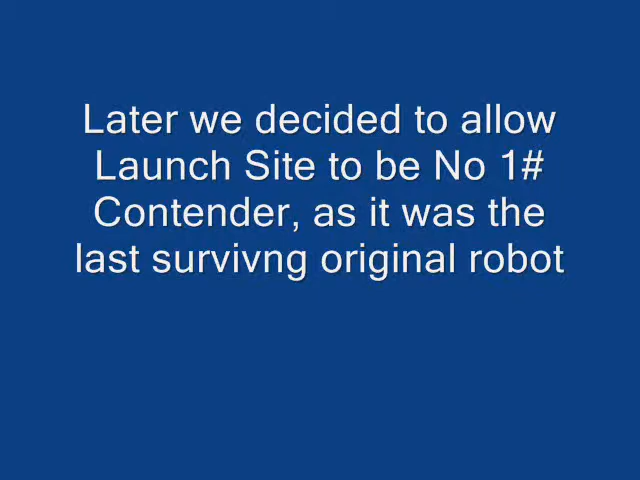 Later we decided to allow
Launch Site to be No 1#
Contender, as it was the
last survivng original robot